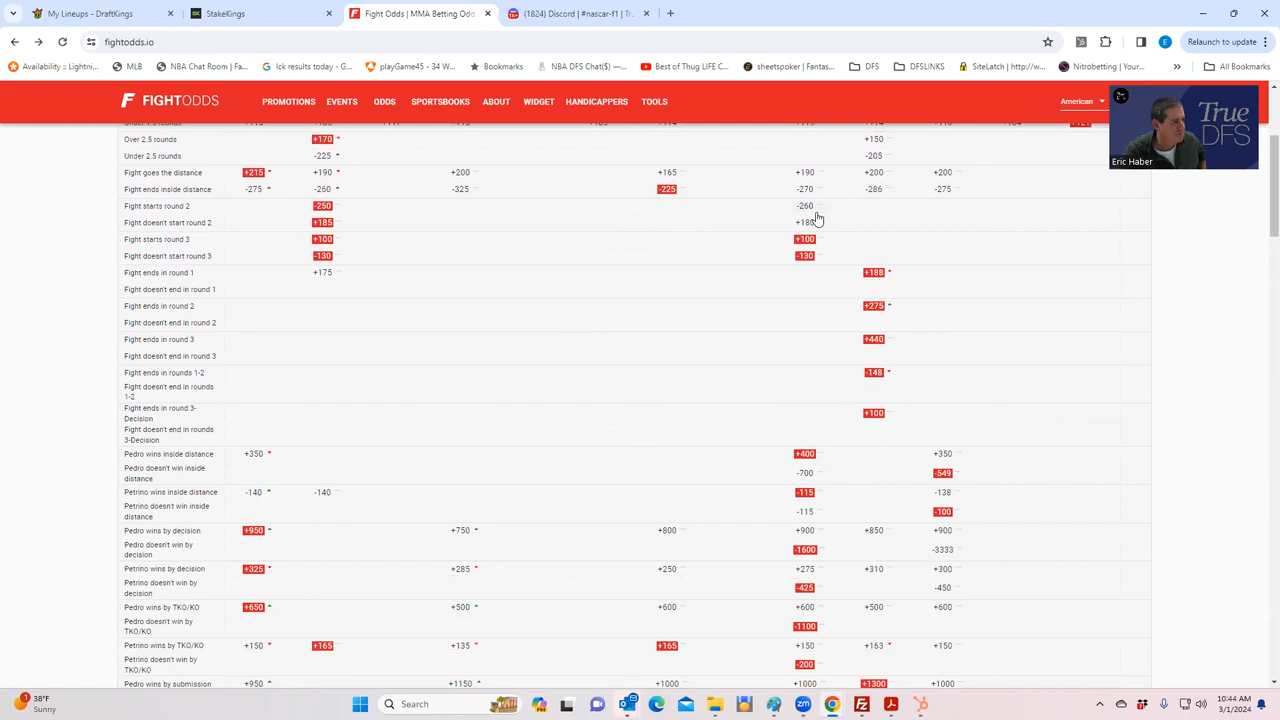 My Lineups - DraftKings
StakeKings
Fight Odds | MMA Betting Odd
(1824) Discord | #nascar-f1 | Tr
fightodds.io
Relaunch to update
Availability :: Lightni...
MLB
NBA Chat Room | Fa...
Ick results today - G...
playGame45 - 34 W...
Bookmarks
NBA DFS Chat($) —...
Best of Thug LIFE C...
sheetspoker | Fantas...
DFS
DFSLINKS
SiteLatch | http://w...
Nitrobetting | Your...
All Bookmarks
FIGHTODDS
PROMOTIONS EVENTS ODDS SPORTSBOOKS ABOUT WIDGET HANDICAPPERS TOOLS
American
True
DFS
Eric Haber
Over 2.5 rounds +170 +150
Under 2.5 rounds -225 -205
Fight goes the distance +215 +190 +200 +165 +190 +200 +200
Fight ends inside distance -275 -260 -325 -225 -270 -286 -275
Fight starts round 2 -250 -260
Fight doesn't start round 2 +185
Fight starts round 3 +100 +100
Fight doesn't start round 3 -130 -130
Fight ends in round 1 +175 +188
Fight doesn't end in round 1
Fight ends in round 2 +275
Fight doesn't end in round 2
Fight ends in round 3 +440
Fight doesn't end in round 3
Fight ends in rounds 1-2 -148
Fight doesn't end in rounds
1-2
Fight ends in round 3-
Decision +100
Fight doesn't end in rounds
3-Decision
Pedro wins inside distance +350 +400 +350
Pedro doesn't win inside
distance -700 -549
Petrino wins inside distance -140 -140 -115 -138
Petrino doesn't win inside
distance -115 -100
Pedro wins by decision +950 +750 +800 +900 +850 +900
Pedro doesn't win by
decision -1600 -3333
Petrino wins by decision +325 +285 +250 +275 +310 +300
Petrino doesn't win by
decision -425 -450
Pedro wins by TKO/KO +650 +500 +600 +600 +500 +600
Pedro doesn't win by
TKO/KO -1100
Petrino wins by TKO/KO +150 +165 +135 +165 +150 +163 +150
Petrino doesn't win by
TKO/KO -200
Pedro wins by submission +950 +1150 +1000 +1000 +1300 +1000
38°F
Sunny
Search
10:44 AM
3/1/2024